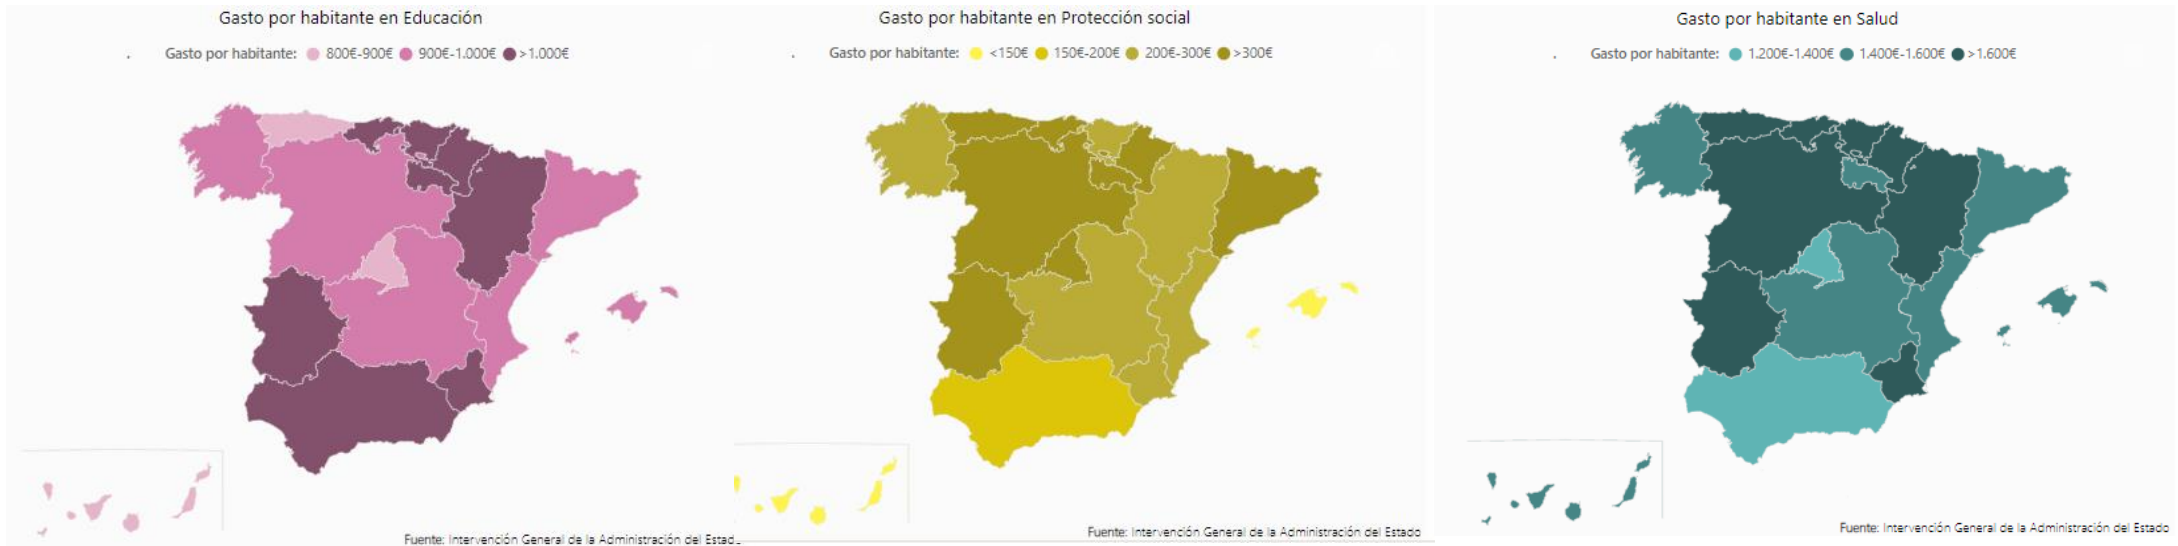 Gasto por habitante en Educación
Gasto por habitante: 800€-900€ 900€-1.000€ >1.000€
Fuente: Intervención General de la Administración del Estad
Gasto por habitante en Protección social
Gasto por habitante: <150€ 150€-200€ 200€-300€ >300€
Fuente: Intervención General de la Administración del Estado
Gasto por habitante en Salud
Gasto por habitante: 1.200€-1.400€ 1.400€-1.600€ >1.600€
Fuente: Intervención General de la Administración del Estado